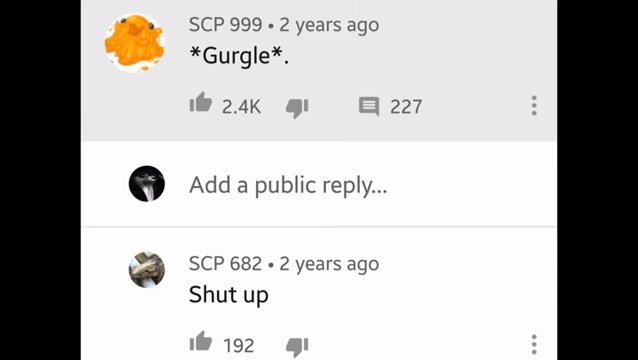 SCP 999 • 2 years ago
*Gurgle*.
2.4K 227
Add a public reply...
SCP 682 • 2 years ago
Shut up
192